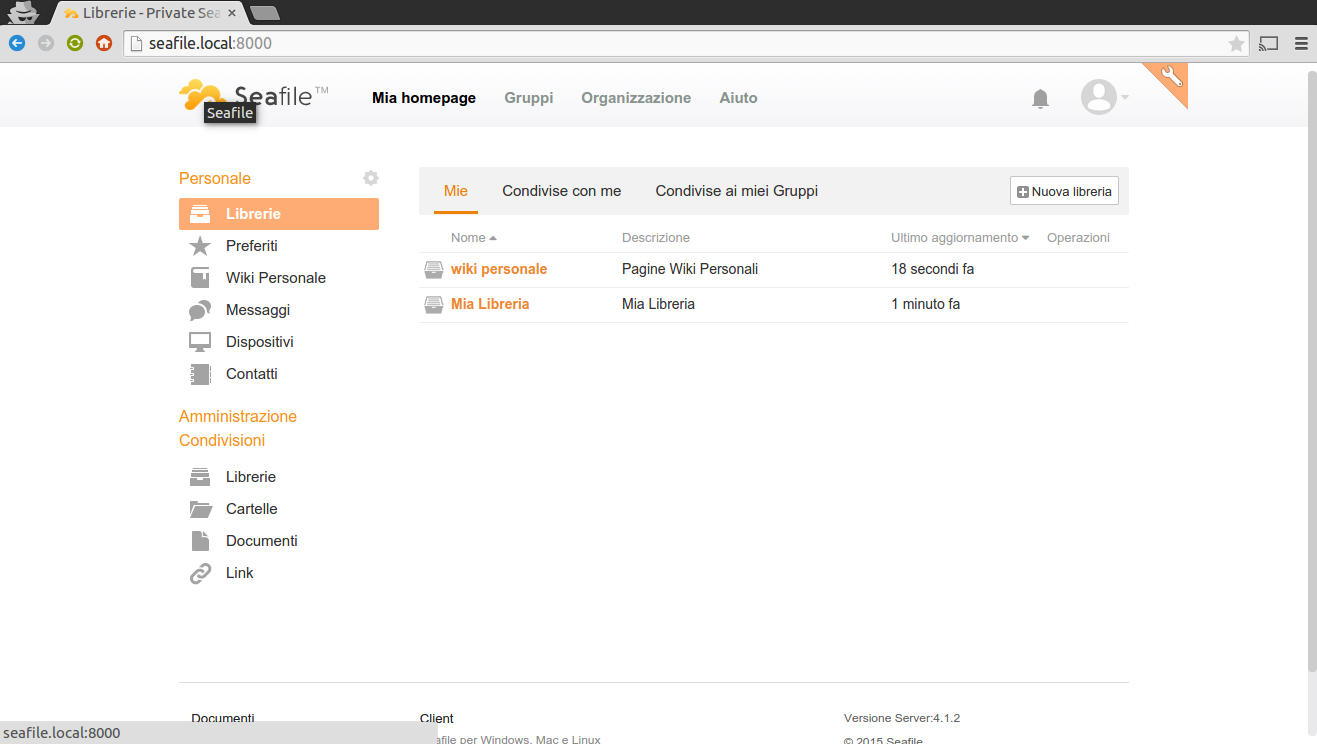 Librerie - Private Sea
seafile.local:8000
Seafile™
Seafile
Mia homepage Gruppi Organizzazione Aiuto
Personale
Librerie
Preferiti
Wiki Personale
Messaggi
Dispositivi
Contatti
Amministrazione
Condivisioni
Librerie
Cartelle
Documenti
Link
Mie Condivise con me Condivise ai miei Gruppi Nuova libreria
Nome Descrizione Ultimo aggiornamento Operazioni
wiki personale Pagine Wiki Personali 18 secondi fa
Mia Libreria Mia Libreria 1 minuto fa
Documenti Client Versione Server:4.1.2
afile per Windows, Mac e Linux © 2015 Seafile
seafile.local:8000